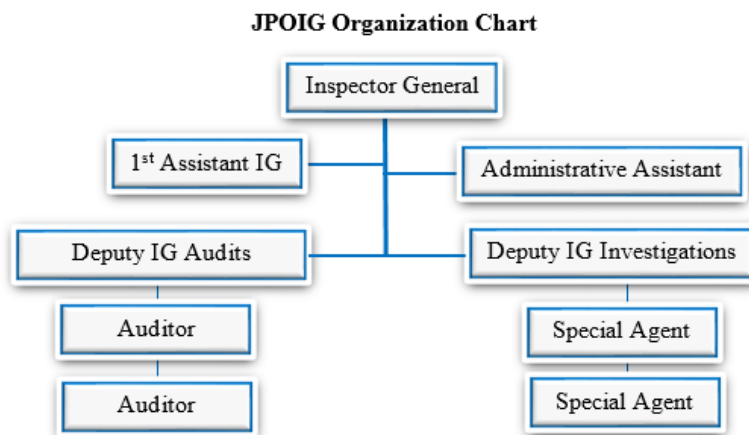 JPOIG Organization Chart
Inspector General
1st Assistant IG
Administrative Assistant
Deputy IG Audits
Deputy IG Investigations
Auditor
Special Agent
Auditor
Special Agent